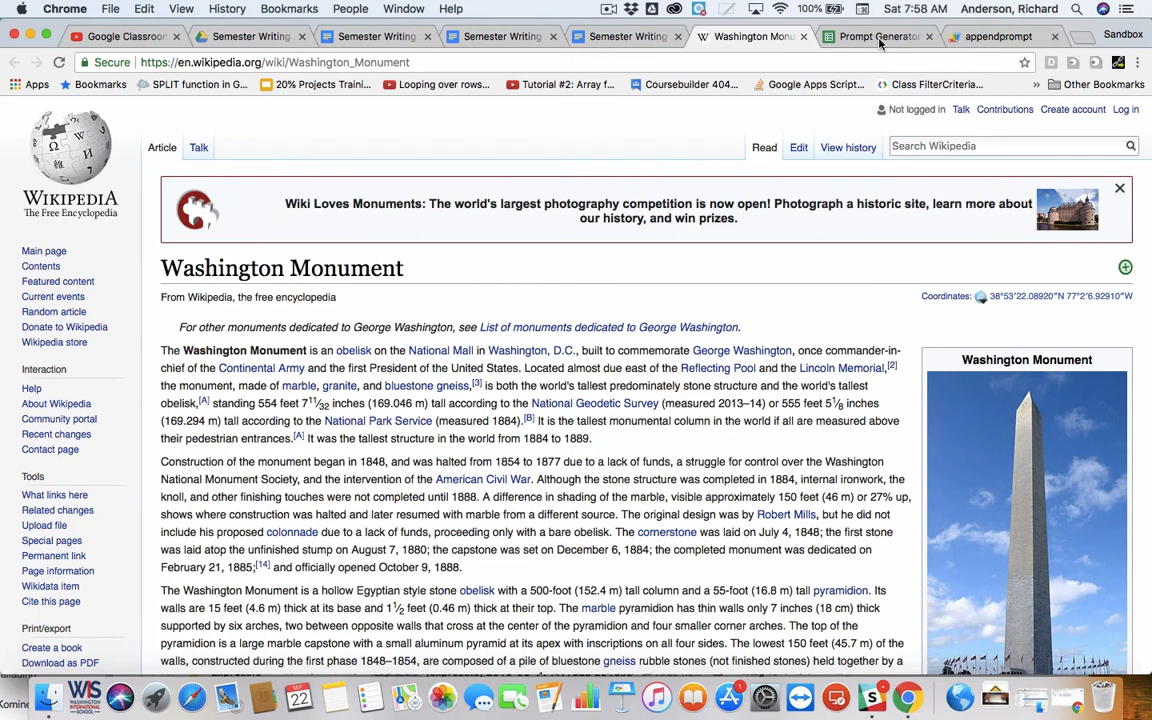 Chrome File Edit View History Bookmarks People Window Help 100% Sat 7:58 AM Anderson, Richard
Google Classroom Semester Writing Semester Writing Semester Writing Semester Writing Washington Monu Prompt Generator appendprompt Sandbox
Secure https://en.wikipedia.org/wiki/Washington_Monument
Apps Bookmarks SPLIT function in G... 20% Projects Traini... Looping over rows... Tutorial #2: Array f... Coursebuilder 404... Google Apps Script... Class FilterCriteria... » Other Bookmarks
Not logged in Talk Contributions Create account Log in
Article Talk Read Edit View history Search Wikipedia
WIKIPEDIA
The Free Encyclopedia
Main page
Contents
Featured content
Current events
Random article
Donate to Wikipedia
Wikipedia store
Interaction
Help
About Wikipedia
Community portal
Recent changes
Contact page
Tools
What links here
Related changes
Upload file
Special pages
Permanent link
Page information
Wikidata item
Cite this page
Print/export
Create a book
Download as PDF
Wiki Loves Monuments: The world's largest photography competition is now open! Photograph a historic site, learn more about
our history, and win prizes.
Washington Monument
From Wikipedia, the free encyclopedia
Coordinates: 38°53′22.08920″N 77°2′6.92910″W
For other monuments dedicated to George Washington, see List of monuments dedicated to George Washington.
The Washington Monument is an obelisk on the National Mall in Washington, D.C., built to commemorate George Washington, once commander-in-
chief of the Continental Army and the first President of the United States. Located almost due east of the Reflecting Pool and the Lincoln Memorial,[2]
the monument, made of marble, granite, and bluestone gneiss,[3] is both the world's tallest predominately stone structure and the world's tallest
obelisk,[A] standing 554 feet 7 11⁄32 inches (169.046 m) tall according to the National Geodetic Survey (measured 2013–14) or 555 feet 5 1⁄8 inches
(169.294 m) tall according to the National Park Service (measured 1884).[B] It is the tallest monumental column in the world if all are measured above
their pedestrian entrances.[A] It was the tallest structure in the world from 1884 to 1889.
Construction of the monument began in 1848, and was halted from 1854 to 1877 due to a lack of funds, a struggle for control over the Washington
National Monument Society, and the intervention of the American Civil War. Although the stone structure was completed in 1884, internal ironwork, the
knoll, and other finishing touches were not completed until 1888. A difference in shading of the marble, visible approximately 150 feet (46 m) or 27% up,
shows where construction was halted and later resumed with marble from a different source. The original design was by Robert Mills, but he did not
include his proposed colonnade due to a lack of funds, proceeding only with a bare obelisk. The cornerstone was laid on July 4, 1848; the first stone
was laid atop the unfinished stump on August 7, 1880; the capstone was set on December 6, 1884; the completed monument was dedicated on
February 21, 1885;[14] and officially opened October 9, 1888.
The Washington Monument is a hollow Egyptian style stone obelisk with a 500-foot (152.4 m) tall column and a 55-foot (16.8 m) tall pyramidion. Its
walls are 15 feet (4.6 m) thick at its base and 1 1⁄2 feet (0.46 m) thick at their top. The marble pyramidion has thin walls only 7 inches (18 cm) thick
supported by six arches, two between opposite walls that cross at the center of the pyramidion and four smaller corner arches. The top of the
pyramidion is a large marble capstone with a small aluminum pyramid at its apex with inscriptions on all four sides. The lowest 150 feet (45.7 m) of the
walls, constructed during the first phase 1848–1854, are composed of a pile of bluestone gneiss rubble stones (not finished stones) held together by a
Washington Monument
WIS
SEP
22
1